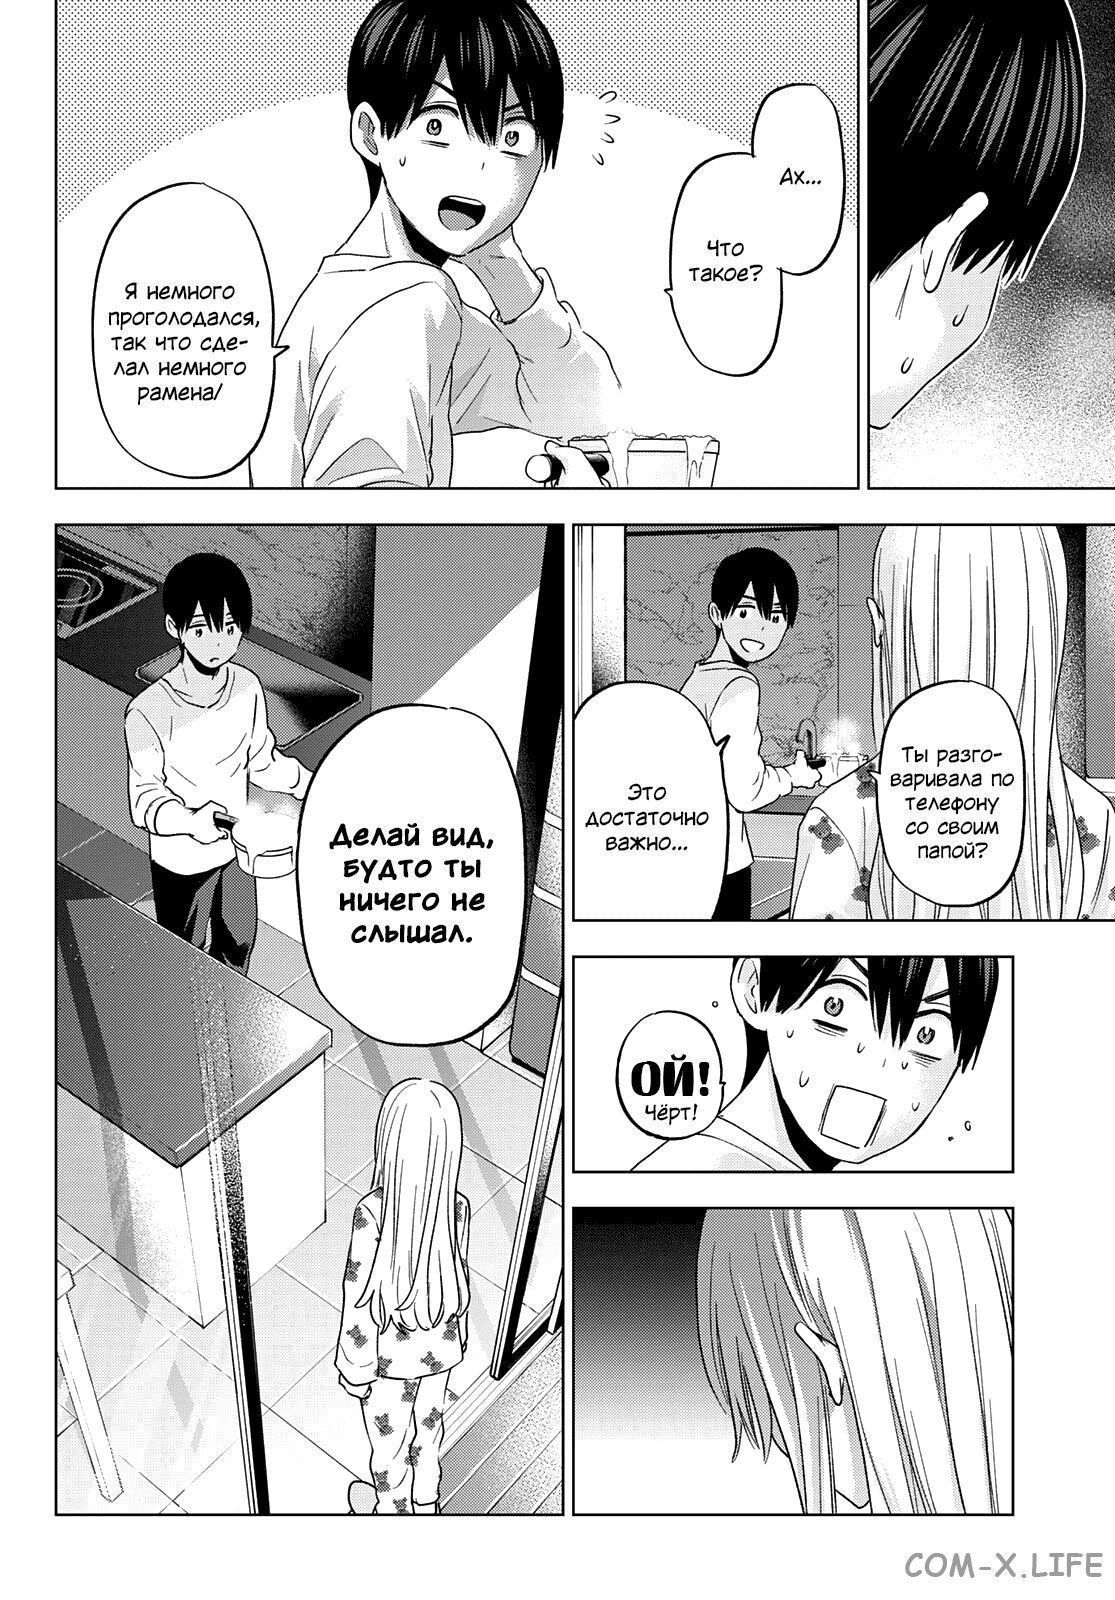 Ах...
Что
такое?
Я немного
проголодался,
так что сде-
лал немного
рамена/
Ты разго-
варивала по
телефону
со своим
папой?
Это
достаточно
важно...
ОЙ!
Чёрт!
Делай вид,
будто ты
ничего не
слышал.
COM-X.LIFE